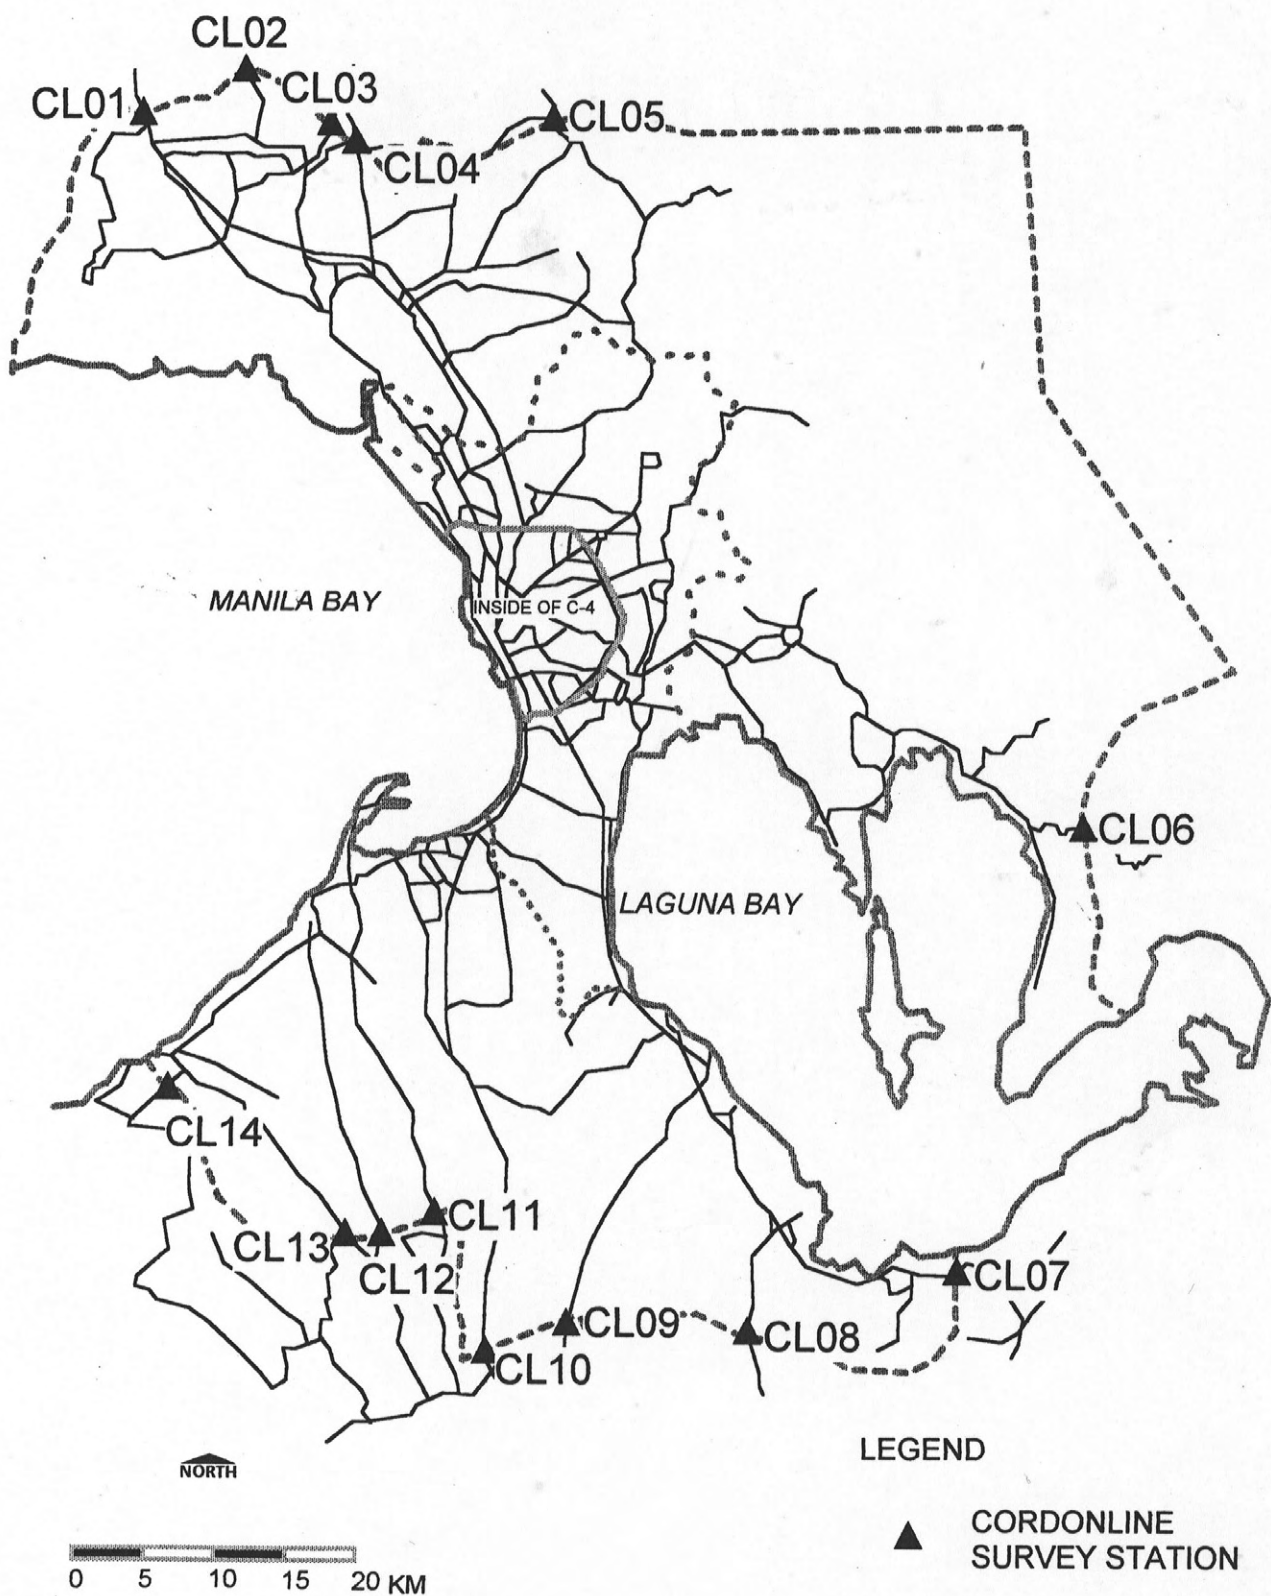 CL02
CL03
CL01
CL05
CL04
MANILA BAY
INSIDE OF C-4
CL06
LAGUNA BAY
CL14
CL11
CL13
CL12
CL07
CL09
CL08
CL10
LEGEND
NORTH
CORDONLINE
SURVEY STATION
0 5 10 15 20 KM